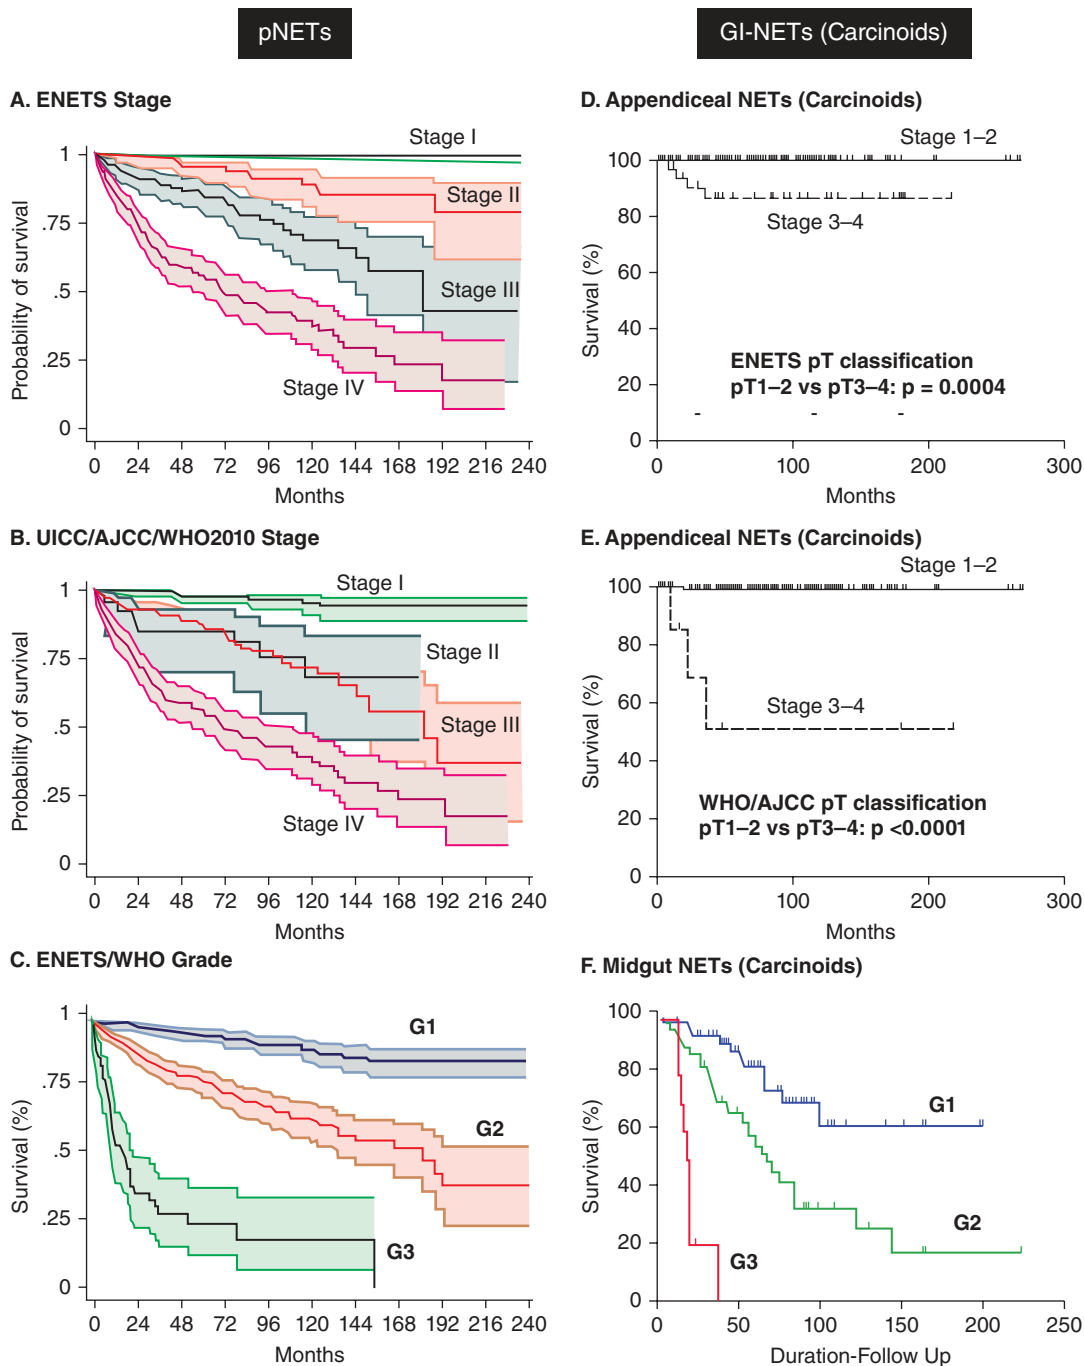 pNETs
GI-NETs (Carcinoids)
A. ENETS Stage
Probability of survival
1
.75
.5
.25
0
Stage I
Stage II
Stage III
Stage IV
0 24 48 72 96 120 144 168 192 216 240
Months
B. UICC/AJCC/WHO2010 Stage
Probability of survival
1
.75
.5
.25
0
Stage I
Stage II
Stage III
Stage IV
0 24 48 72 96 120 144 168 192 216 240
Months
C. ENETS/WHO Grade
Survival (%)
1
.75
.5
.25
0
G1
G2
G3
0 24 48 72 96 120 144 168 192 216 240
Months
D. Appendiceal NETs (Carcinoids)
Survival (%)
100
80
60
40
20
0
Stage 1–2
Stage 3–4
ENETS pT classification
pT1–2 vs pT3–4: p = 0.0004
0 100 200 300
Months
E. Appendiceal NETs (Carcinoids)
Survival (%)
100
80
60
40
20
0
Stage 1–2
Stage 3–4
WHO/AJCC pT classification
pT1–2 vs pT3–4: p <0.0001
0 100 200 300
Months
F. Midgut NETs (Carcinoids)
Survival (%)
100
80
60
40
20
0
G1
G2
G3
0 50 100 150 200 250
Duration-Follow Up